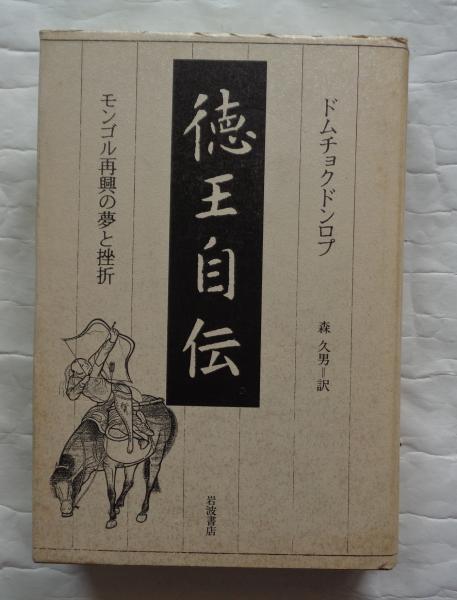 ドムチョクドンロプ
森 久男=訳
徳王自伝
岩波書店
モンゴル再興の夢と挫折